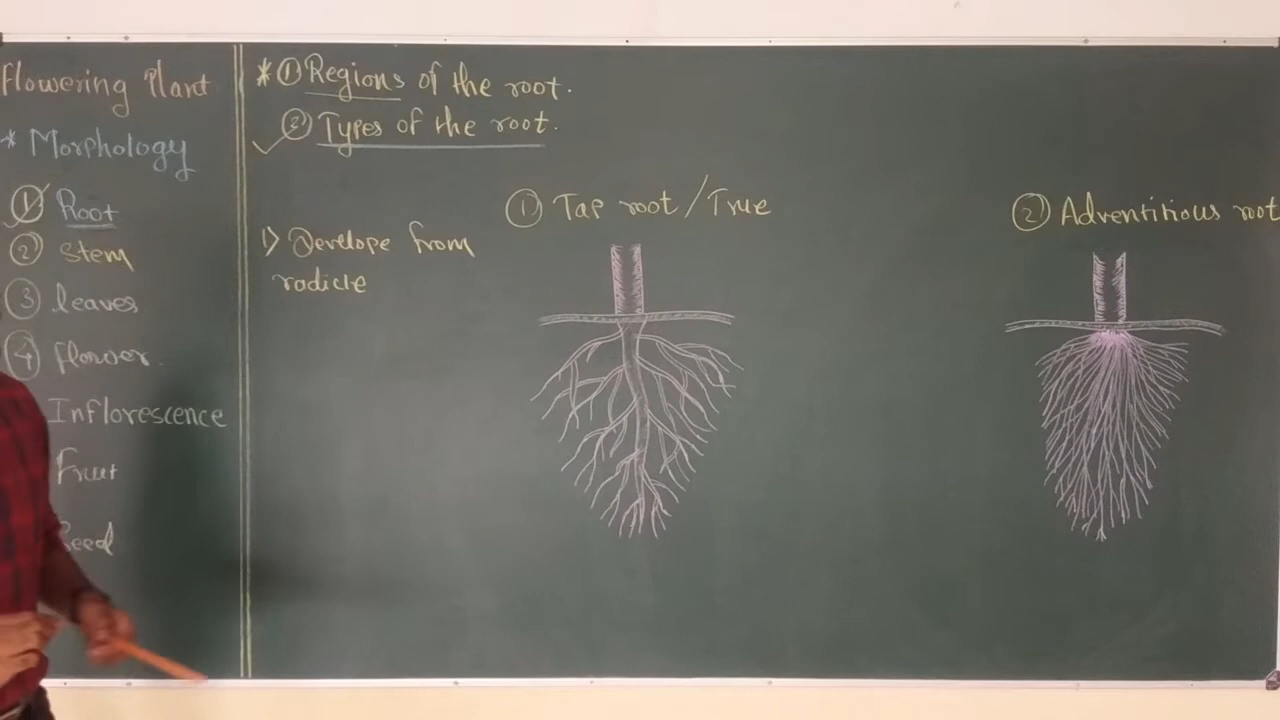 Flowering Plant
* Morphology
① Root
② Stem
③ leaves
④ flower.
Inflorescence
Fruit
Seed
* ① Regions of the root.
② Types of the root.
1) Develope from
radicle
① Tap root / True
② Adventitious root